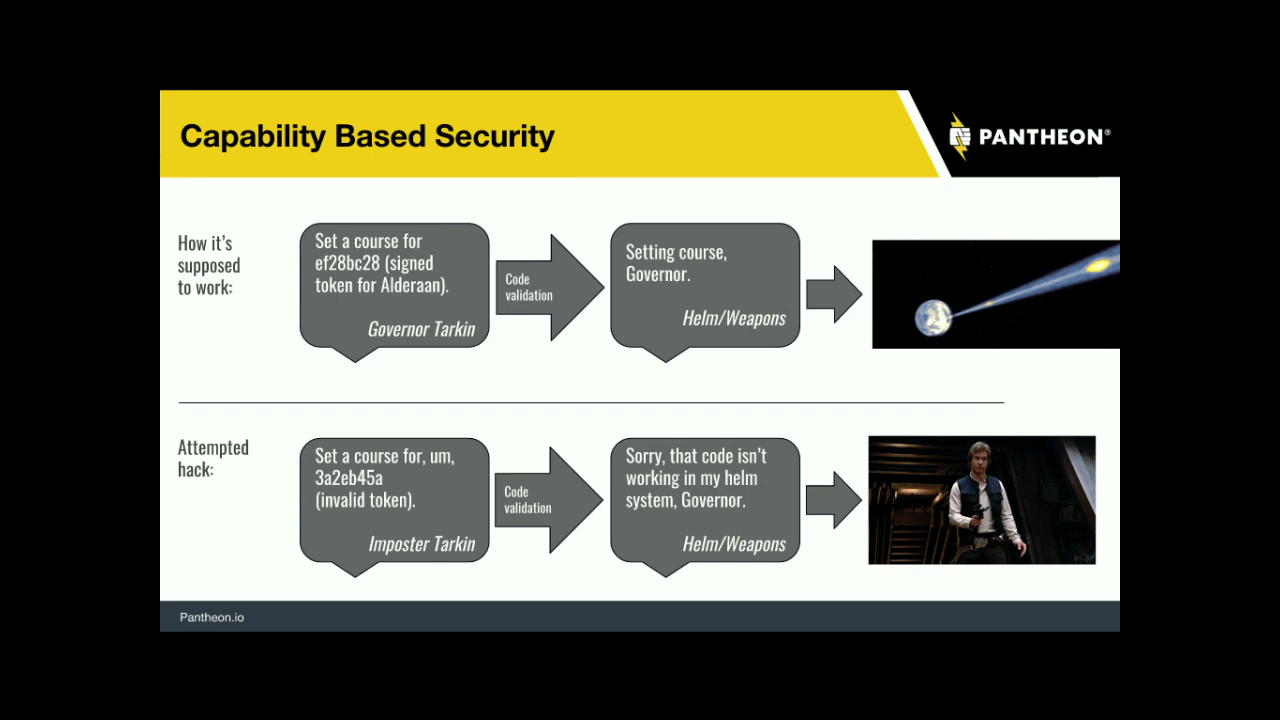 Capability Based Security
PANTHEON®
How it's
supposed
to work:
Set a course for
ef28bc28 (signed
token for Alderaan).
Governor Tarkin
Code
validation
Setting course,
Governor.
Helm/Weapons
Attempted
hack:
Set a course for, um,
3a2eb45a
(invalid token).
Imposter Tarkin
Code
validation
Sorry, that code isn't
working in my helm
system, Governor.
Helm/Weapons
Pantheon.io